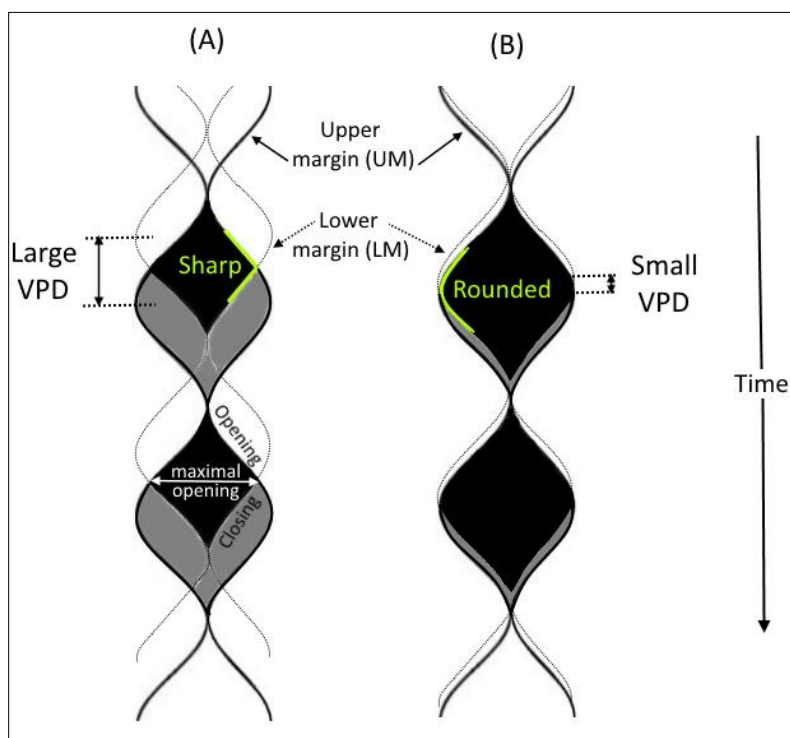 (A)
(B)
Upper
margin (UM)
Lower
margin (LM)
Large
VPD
Sharp
Rounded
Small
VPD
Time
Opening
maximal
opening
Closing